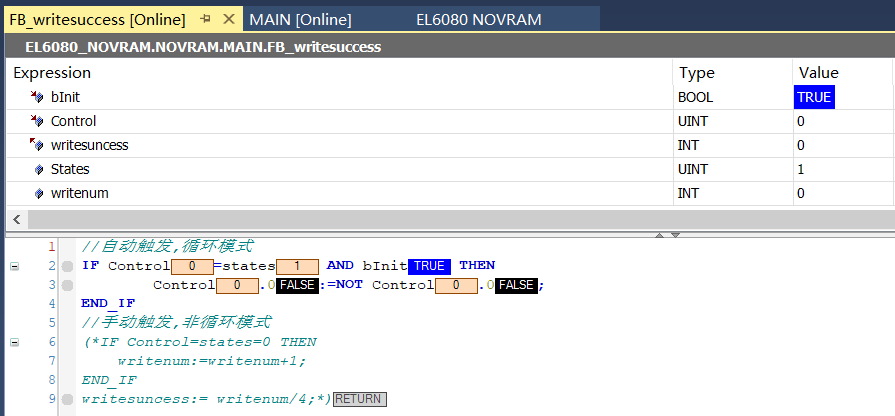 FB_writesuccess [Online] MAIN [Online] EL6080 NOVRAM
EL6080_NOVRAM.NOVRAM.MAIN.FB_writesuccess
Expression Type Value
bInit BOOL TRUE
Control UINT 0
writesuncess INT 0
States UINT 1
writenum INT 0
1 //自动触发,循环模式
2 IF Control 0 =states 1 AND bInit TRUE THEN
3 Control 0 .0 FALSE :=NOT Control 0 .0 FALSE ;
4 END_IF
5 //手动触发,非循环模式
6 (*IF Control=states=0 THEN
7 writenum:=writenum+1;
8 END_IF
9 writesuncess:= writenum/4;*) RETURN